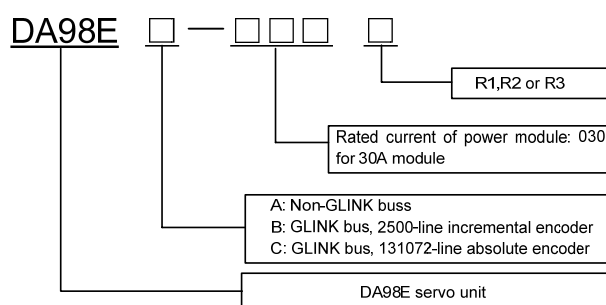 DA98E □ — □□□ □
R1,R2 or R3
Rated current of power module: 030
for 30A module
A: Non-GLINK buss
B: GLINK bus, 2500-line incremental encoder
C: GLINK bus, 131072-line absolute encoder
DA98E servo unit